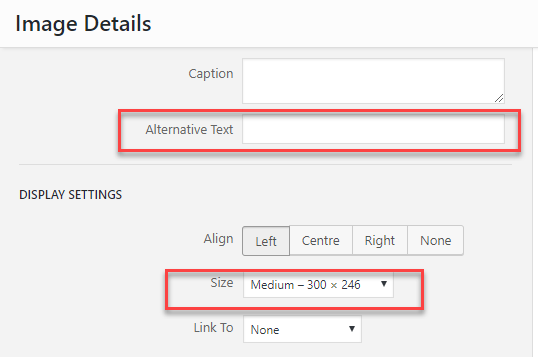 Image Details
Caption
Alternative Text
DISPLAY SETTINGS
Align Left Centre Right None
Size Medium – 300 × 246
Link To None